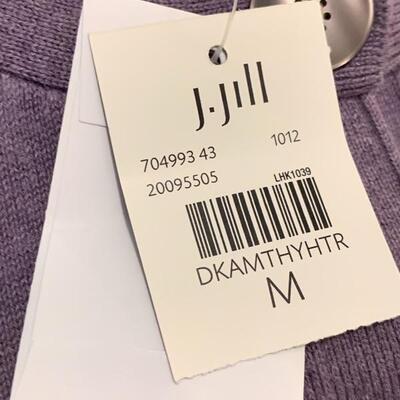 J.Jill
704993 43 1012
20095505 LHK1039
DKAMTHYHTR
M